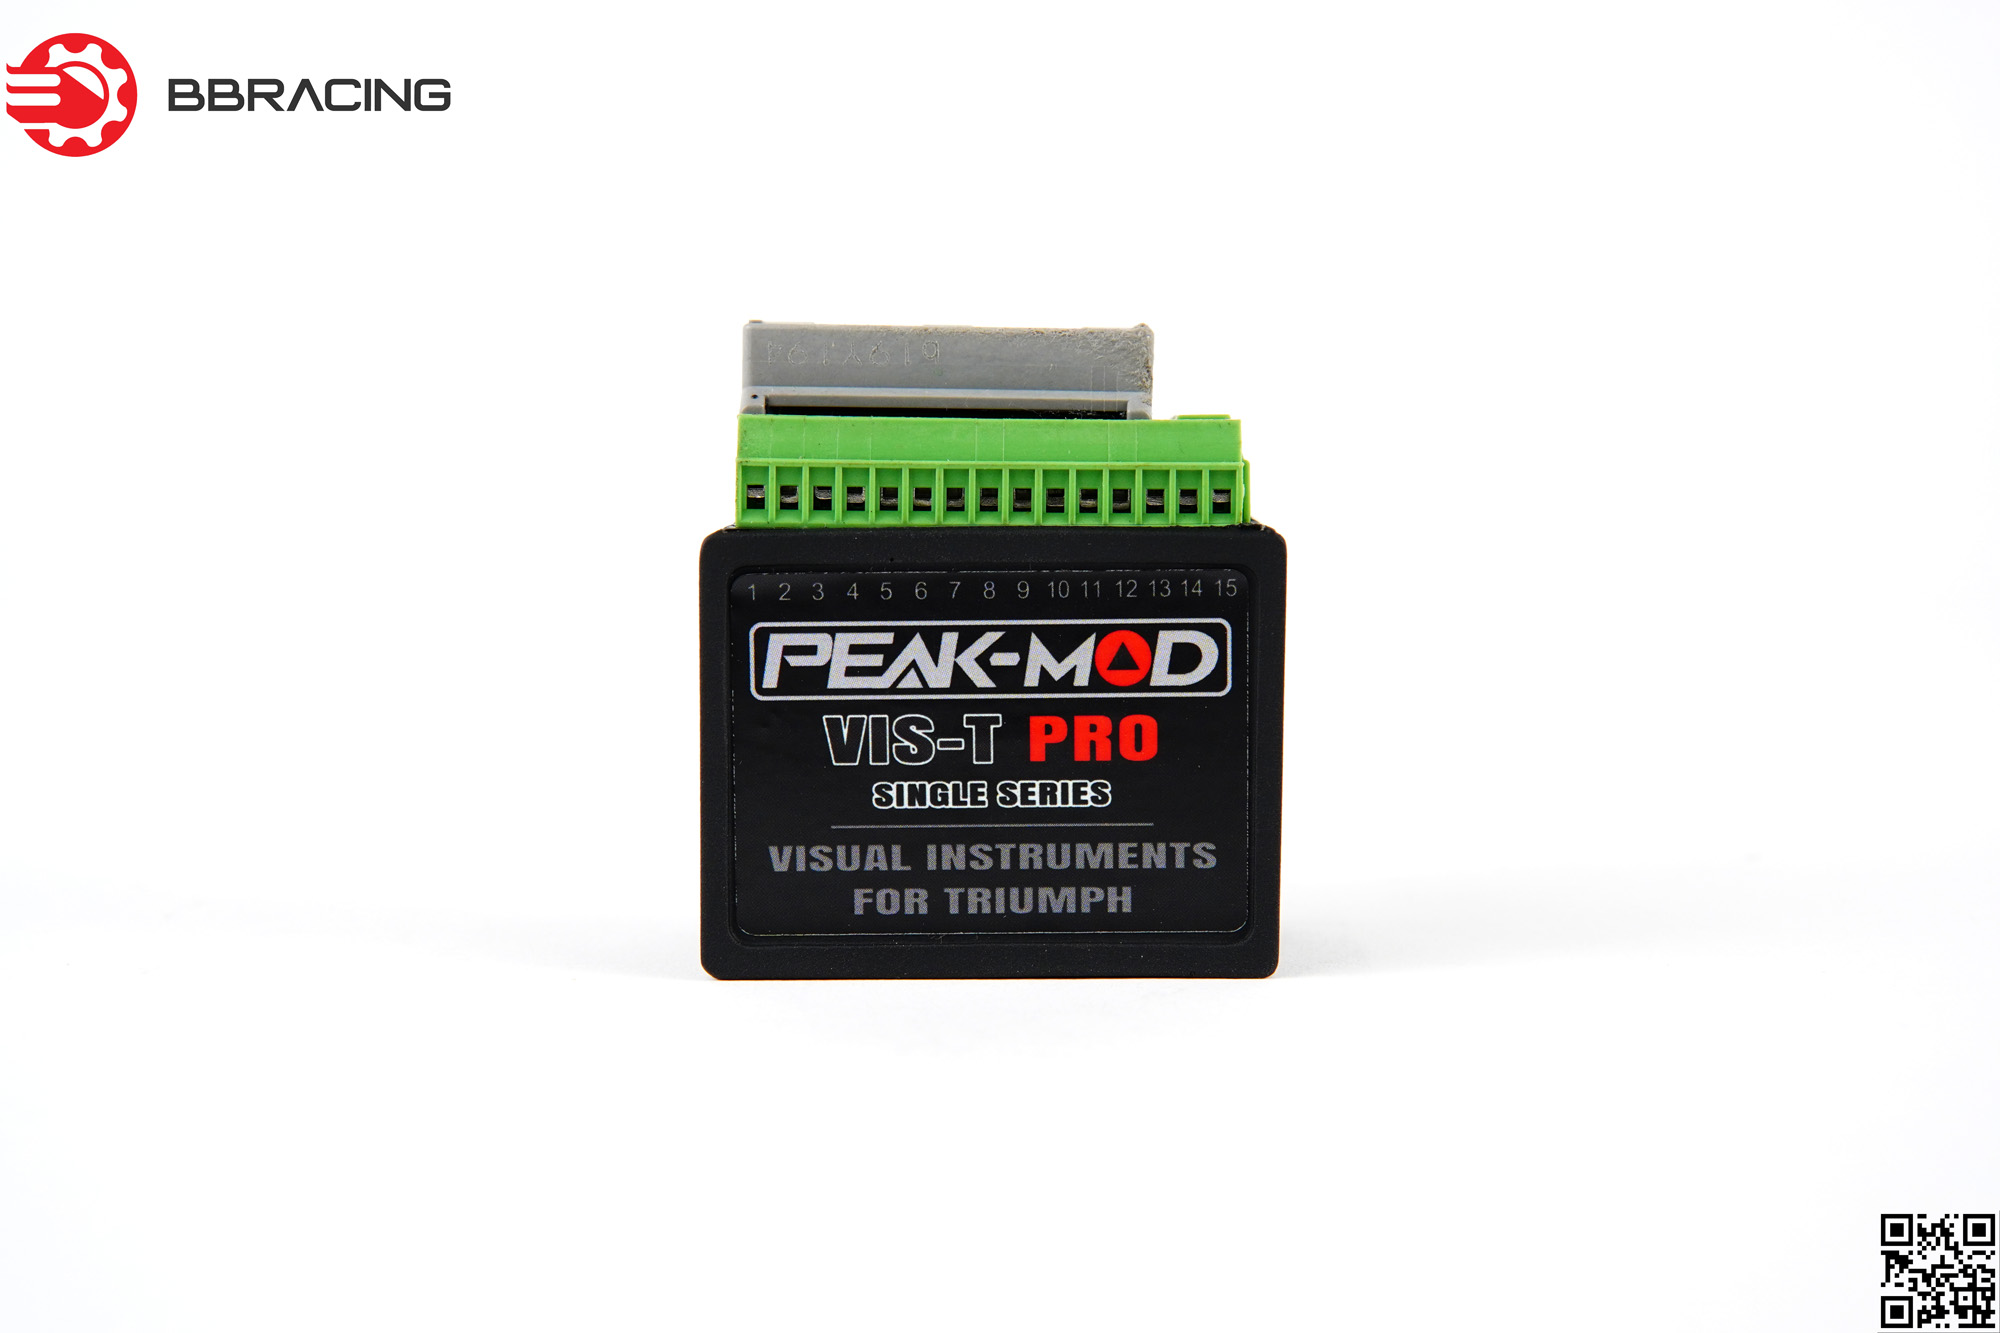 BBRACING
1 2 3 4 5 6 7 8 9 10 11 12 13 14 15
PEAK-MOD
VIS-T PRO
SINGLE SERIES
VISUAL INSTRUMENTS
FOR TRIUMPH